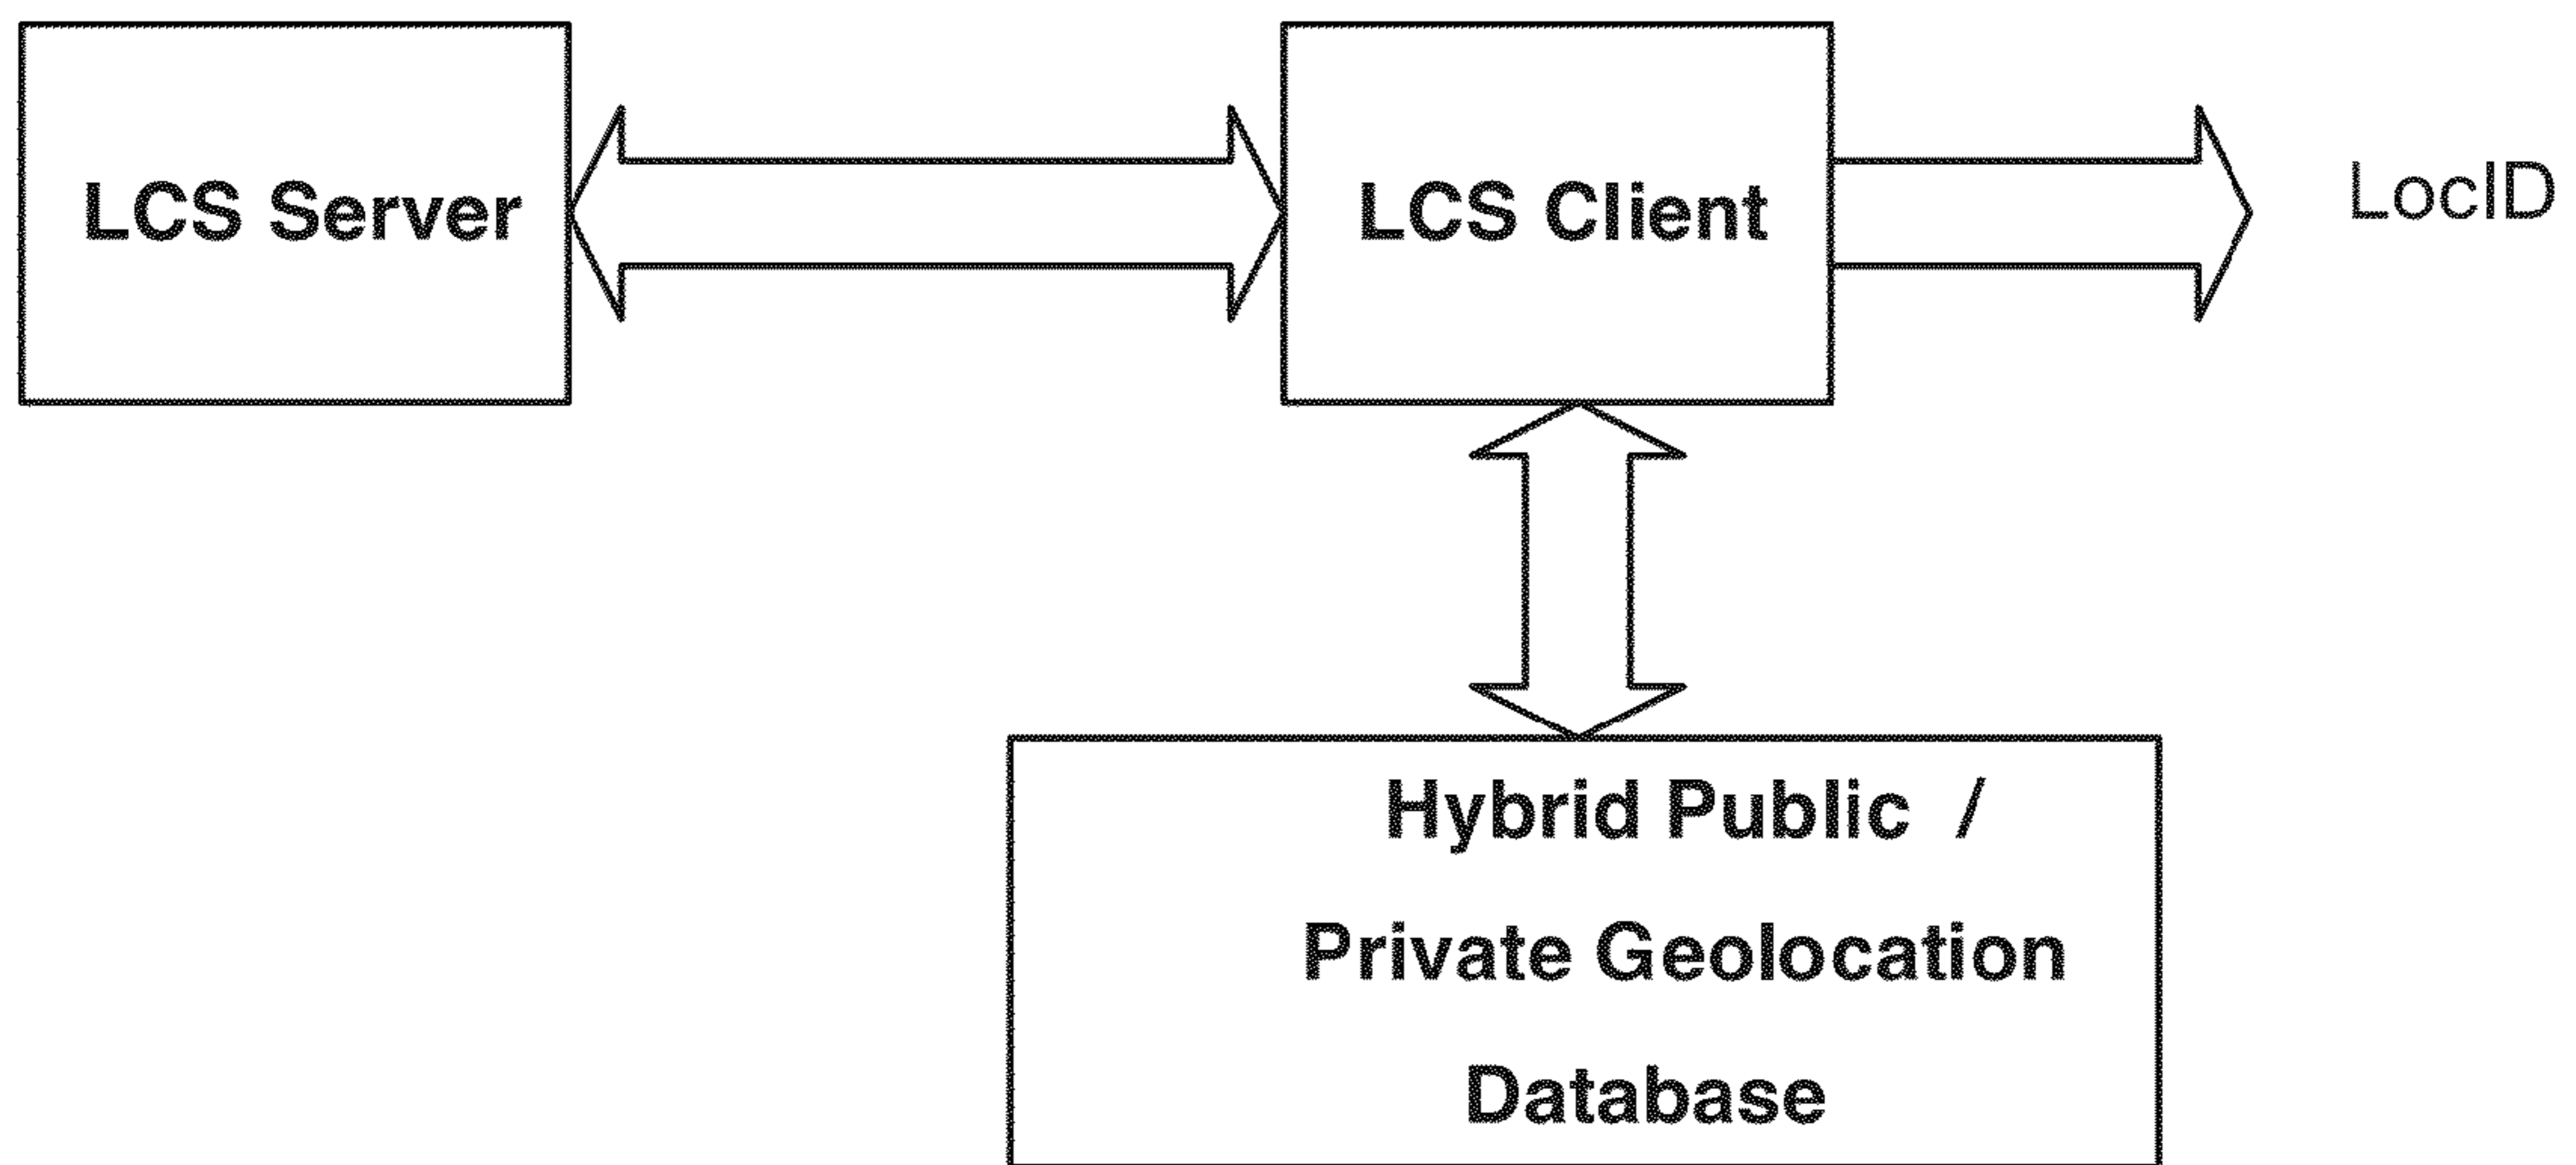 LCS Server
LCS Client
LocID
Hybrid Public /
Private Geolocation
Database